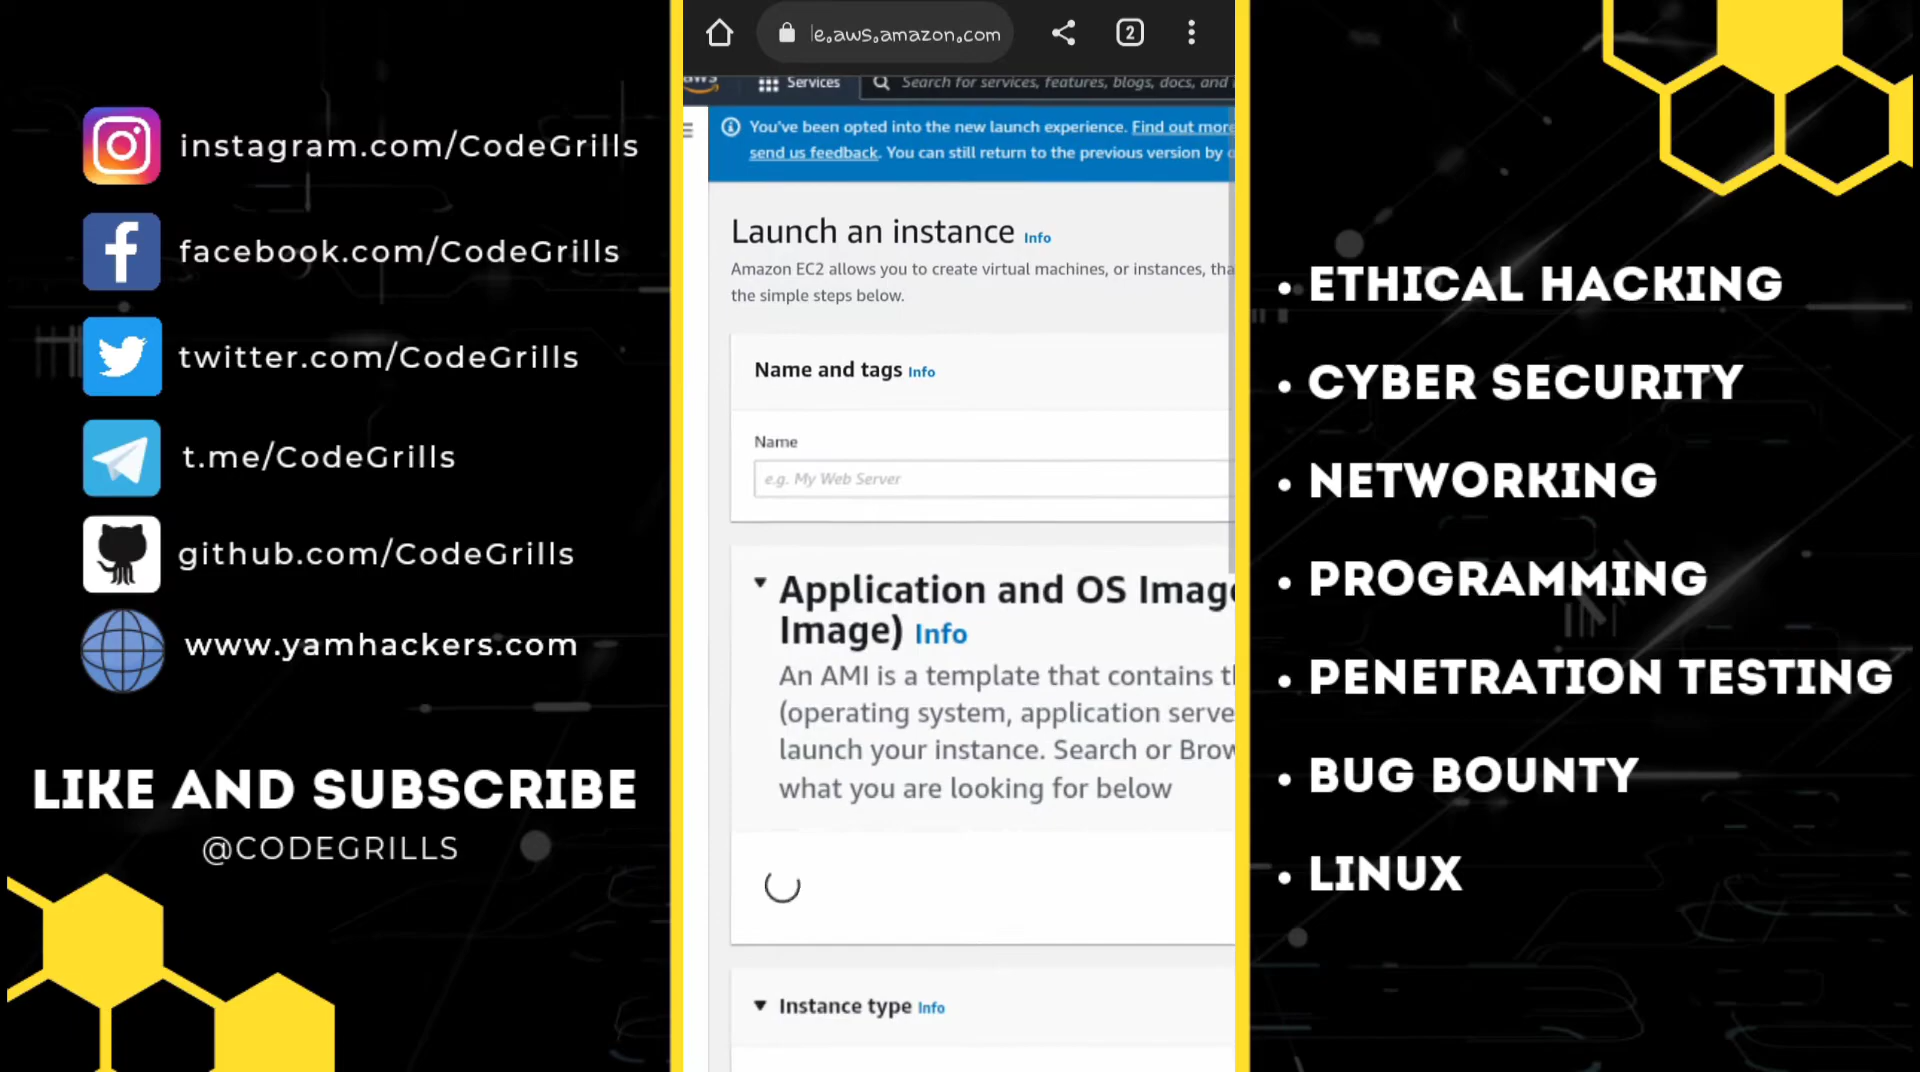 instagram.com/CodeGrills
facebook.com/CodeGrills
twitter.com/CodeGrills
t.me/CodeGrills
github.com/CodeGrills
www.yamhackers.com
LIKE AND SUBSCRIBE
@CODEGRILLS
e.aws.amazon.com
2
aws
Services
Search for services, features, blogs, docs, and
You've been opted into the new launch experience. Find out more
send us feedback. You can still return to the previous version by
Launch an instance Info
Amazon EC2 allows you to create virtual machines, or instances, tha
the simple steps below.
Name and tags Info
Name
e.g. My Web Server
Application and OS Imag
Image) Info
An AMI is a template that contains t
(operating system, application serve
launch your instance. Search or Brow
what you are looking for below
Instance type Info
• ETHICAL HACKING
• CYBER SECURITY
• NETWORKING
• PROGRAMMING
• PENETRATION TESTING
• BUG BOUNTY
• LINUX